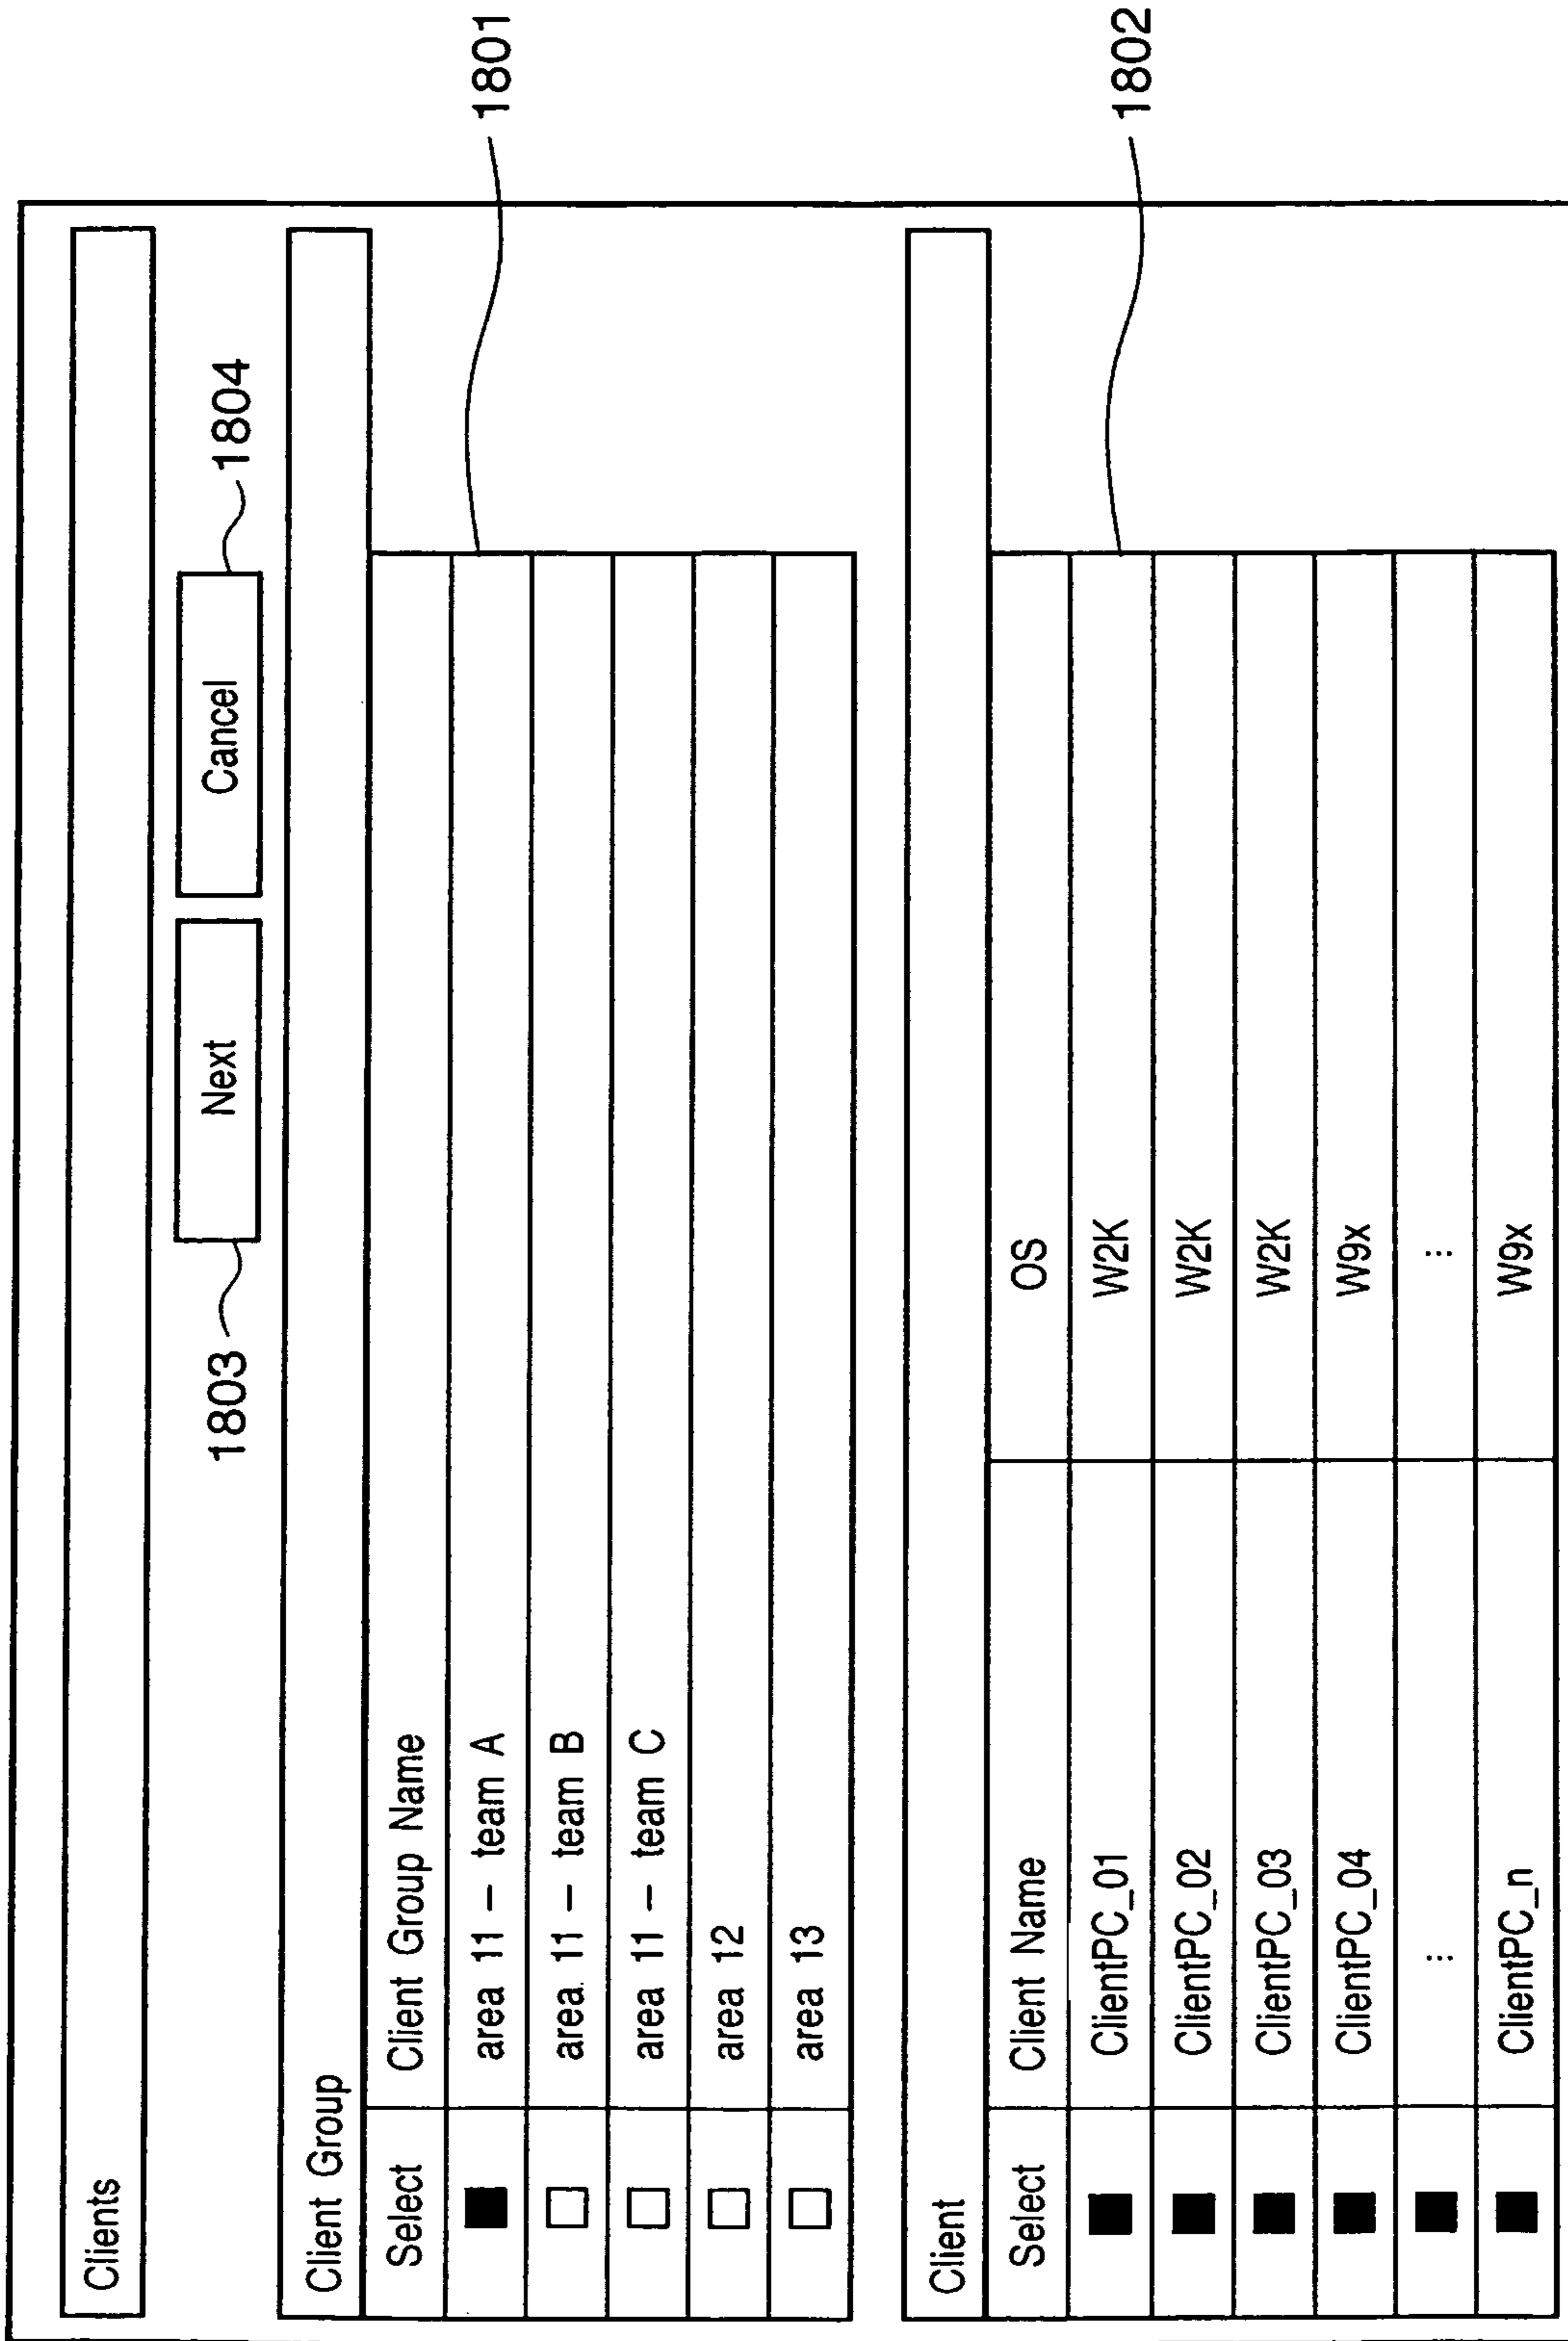 Clients
1803 Next Cancel 1804
Client Group
Select Client Group Name
area 11 – team A 1801
area 11 – team B
area 11 – team C
area 12
area 13
Client
Select Client Name OS
ClientPC_01 W2K 1802
ClientPC_02 W2K
ClientPC_03 W2K
ClientPC_04 W9x
... ...
ClientPC_n W9x